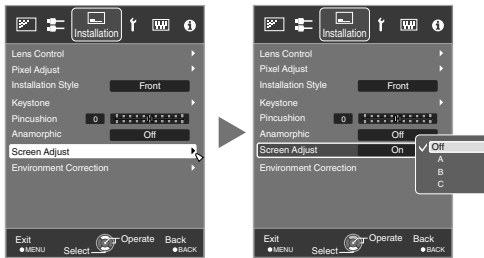 Installation
Lens Control
Pixel Adjust
Installation Style Front
Keystone
Pincushion 0
Anamorphic Off
Screen Adjust
Environment Correction
Exit
MENU
Select
Operate
Back
BACK
Installation
Lens Control
Pixel Adjust
Installation Style Front
Keystone
Pincushion 0
Anamorphic Off
Screen Adjust On
Environment Correction
Off
A
B
C
Exit
MENU
Select
Operate
Back
BACK